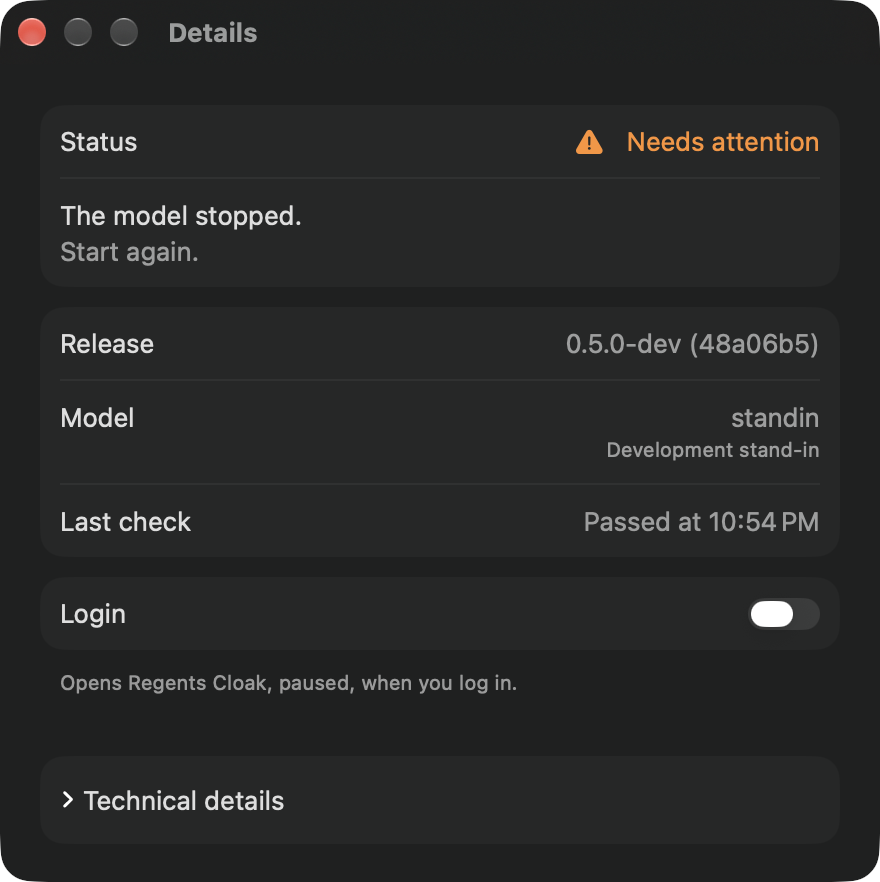 Details
Status
Needs attention
The model stopped.
Start again.
Release
0.5.0-dev (48a06b5)
Model
standin
Development stand-in
Last check
Passed at 10:54 PM
Login
Opens Regents Cloak, paused, when you log in.
Technical details